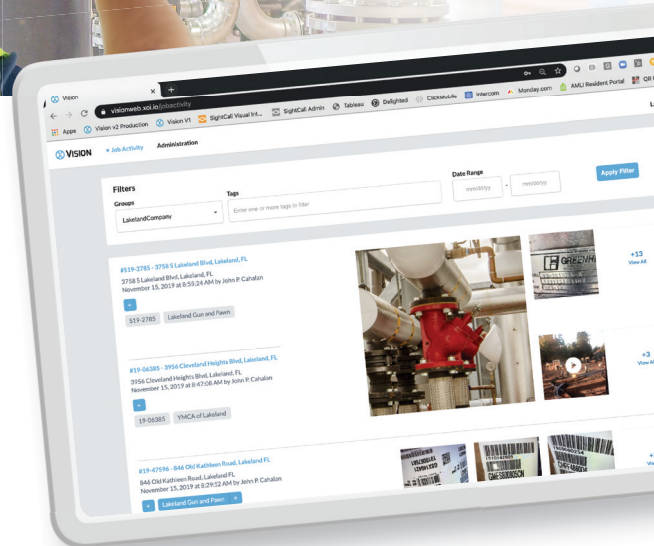 Vision
visionweb.xoi.io/jobactivity
Apps
Vision v2 Production
Vision V1
SightCall Visual Int...
SightCall Admin
Tableau
Delighted
Intercom
Monday.com
AMLI Resident Portal
VISION
Job Activity
Administration
Filters
Groups
Tags
Date Range
LakelandCompany
Enter one or more tags to filter
mm/dd/yy - mm/dd/yy
Apply Filter
#519-2785 - 3758 S Lakeland Blvd, Lakeland, FL
3758 S Lakeland Blvd, Lakeland, FL
November 15, 2019 at 8:55:24 AM by John P. Cahalan
+
519-2785
Lakeland Gun and Pawn
+13
View All
#19-06385 - 3956 Cleveland Heights Blvd, Lakeland, FL
3956 Cleveland Heights Blvd, Lakeland, FL
November 15, 2019 at 8:47:08 AM by John P. Cahalan
+
19-06385
YMCA of Lakeland
+3
#19-47596 - 846 Old Kathleen Road, Lakeland FL
846 Old Kathleen Road, Lakeland, FL
November 15, 2019 at 8:29:52 AM by John P. Cahalan
+
Lakeland Gun and Pawn